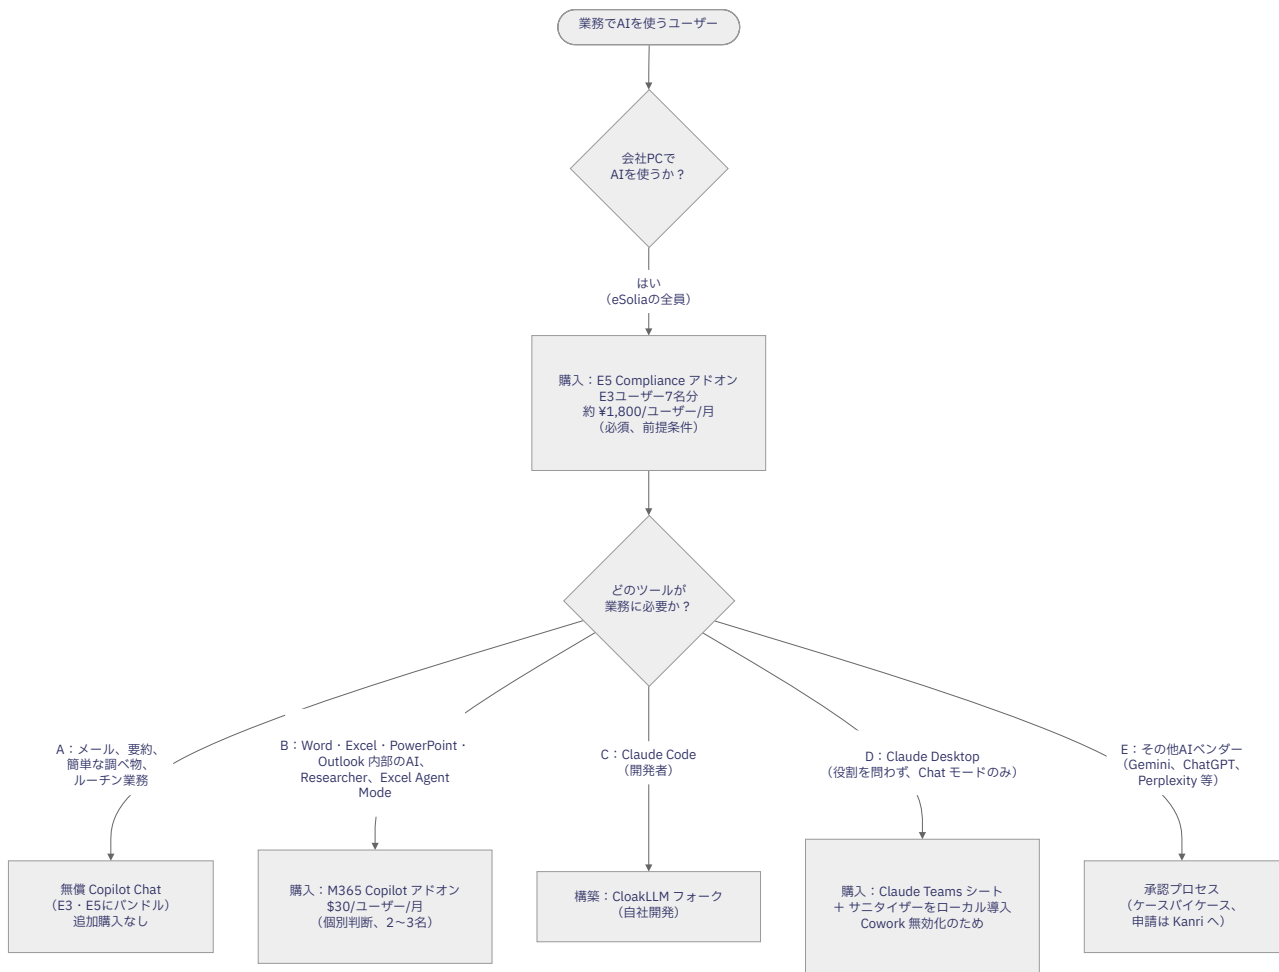 業務でAIを使うユーザー
会社PCで
AIを使うか？
はい
（eSoliaの全員）
購入：E5 Compliance アドオン
E3ユーザー7名分
約 ¥1,800/ユーザー/月
（必須、前提条件）
どのツールが
業務に必要か？
A：メール、要約、
簡単な調べ物、
ルーチン業務
B：Word・Excel・PowerPoint・
Outlook 内部のAI、
Researcher、Excel Agent
Mode
C：Claude Code
（開発者）
D：Claude Desktop
（役割を問わず、Chat モードのみ）
E：その他AIベンダー
（Gemini、ChatGPT、
Perplexity 等）
無償 Copilot Chat
（E3・E5にバンドル）
追加購入なし
購入：M365 Copilot アドオン
$30/ユーザー/月
（個別判断、2〜3名）
構築：CloakLLM フォーク
（自社開発）
購入：Claude Teams シート
＋ サニタイザーをローカル導入
Cowork 無効化のため
承認プロセス
（ケースバイケース、
申請は Kanri へ）